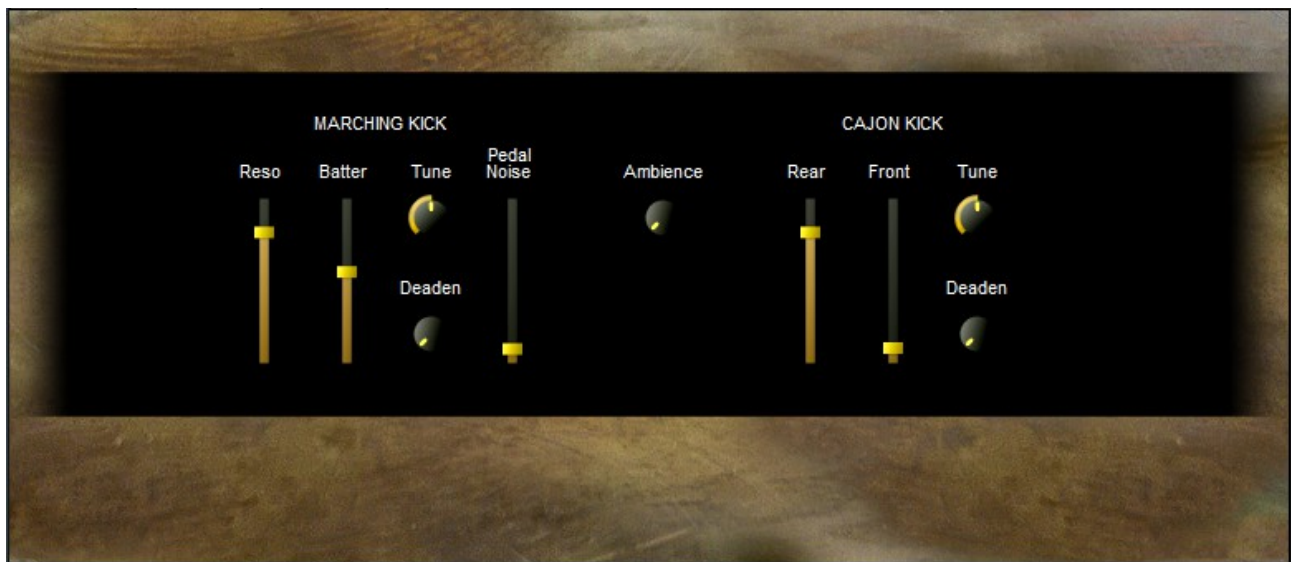 MARCHING KICK
CAJON KICK
Reso
Batter
Tune
Pedal
Noise
Ambience
Rear
Front
Tune
Deaden
Deaden